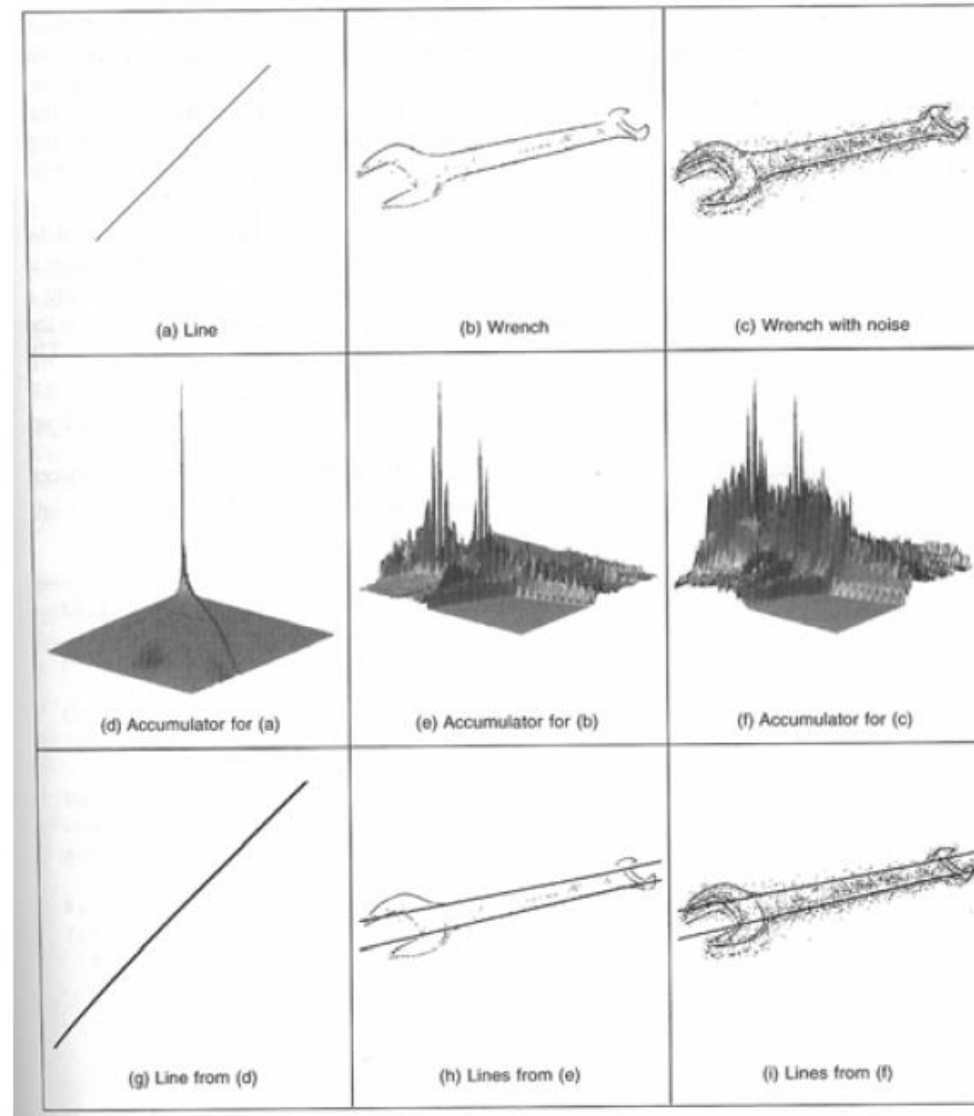 (a) Line
(b) Wrench
(c) Wrench with noise
(d) Accumulator for (a)
(e) Accumulator for (b)
(f) Accumulator for (c)
(g) Line from (d)
(h) Lines from (e)
(i) Lines from (f)